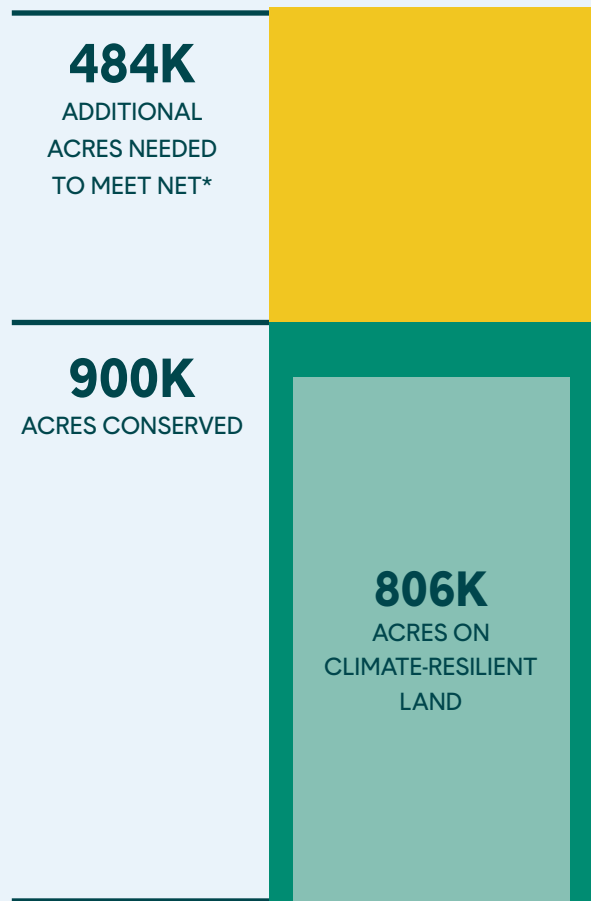 484K
ADDITIONAL
ACRES NEEDED
TO MEET NET*
900K
ACRES CONSERVED
806K
ACRES ON
CLIMATE-RESILIENT
LAND